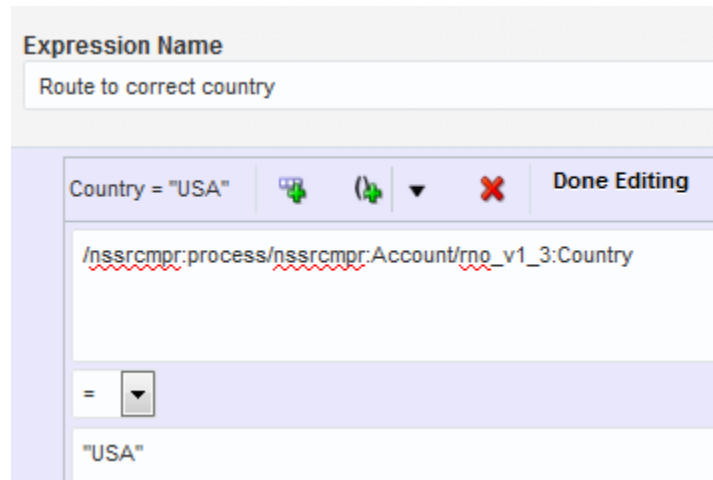 Expression Name
Route to correct country
Country = "USA"
Done Editing
/nssrcmpr:process/nssrcmpr:Account/rno_v1_3:Country
=
"USA"